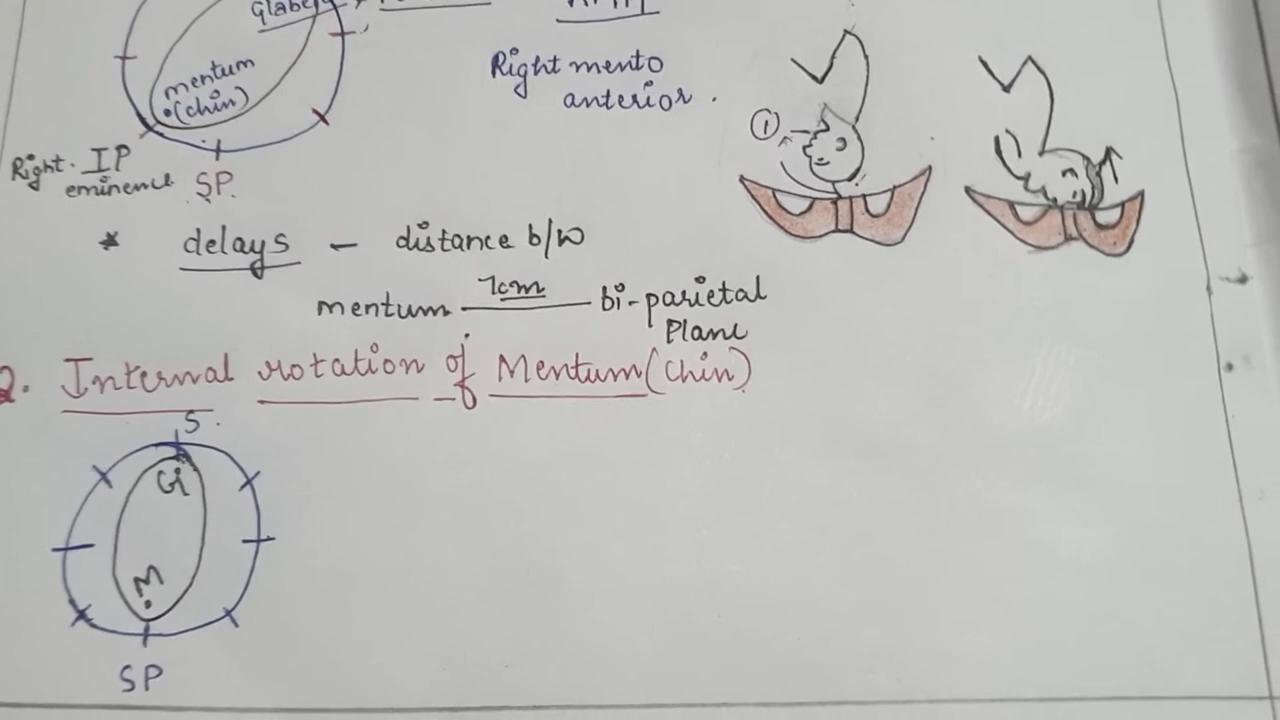 Glabel
Right mento
anterior.
mentum
(chin)
①
Right. IP
eminence SP.
* delays - distance b/w
mentum 7cm bi-parietal
Plane
2. Internal rotation of Mentum (chin)
S.
G
M
SP